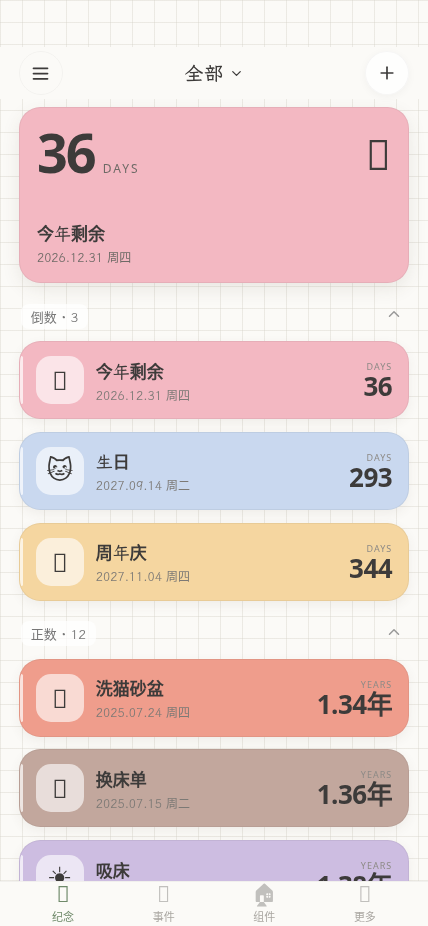 全部
36 DAYS
今年剩余
2026.12.31 周四
倒数·3
今年剩余
2026.12.31 周四
DAYS
36
生日
2027.09.14 周二
DAYS
293
周年庆
2027.11.04 周四
DAYS
344
正数·12
洗猫砂盆
2025.07.24 周四
YEARS
1.34年
换床单
2025.07.15 周二
YEARS
1.36年
吸床
纪念
事件
组件
更多